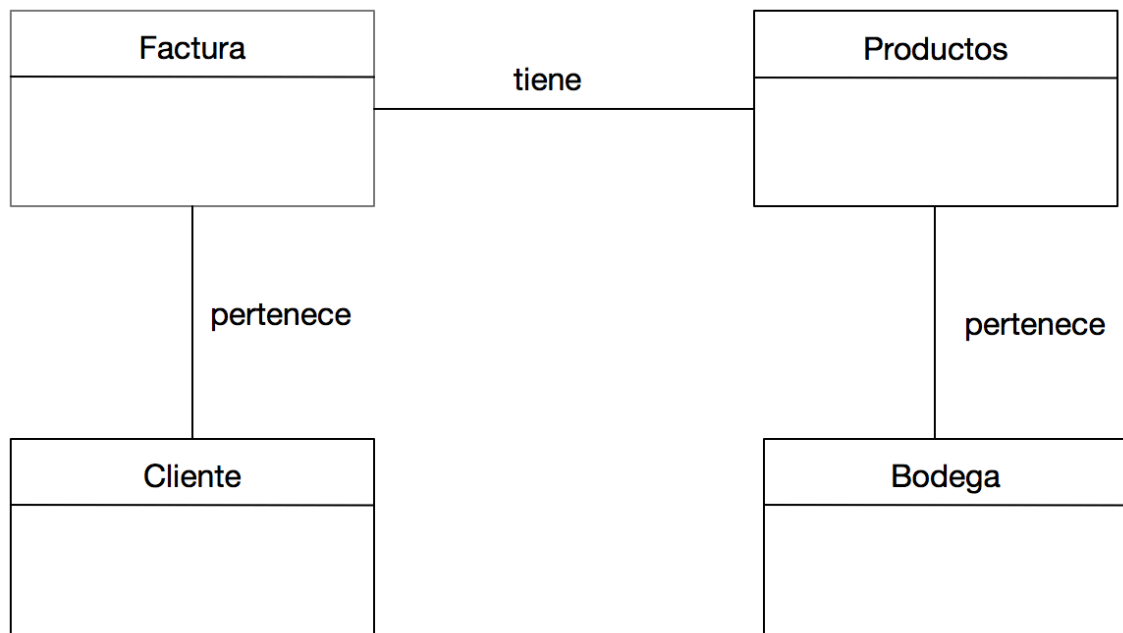 Factura
Productos
tiene
pertenece
pertenece
Cliente
Bodega